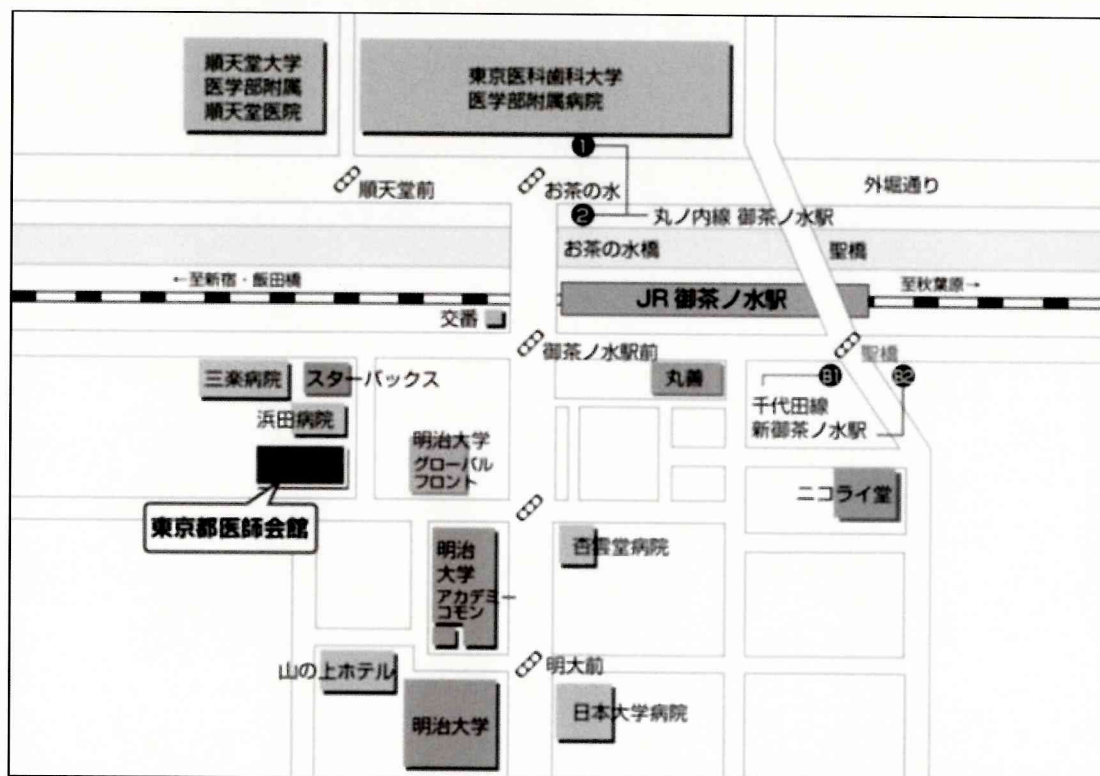 順天堂大学
医学部附属
順天堂医院
東京医科歯科大学
医学部附属病院
1
順天堂前
お茶の水
外堀通り
2
丸ノ内線 御茶ノ水駅
お茶の水橋
聖橋
←至新宿・飯田橋
JR 御茶ノ水駅
至秋葉原→
交番
御茶ノ水駅前
聖橋
三楽病院
スターバックス
丸善
B1
B2
千代田線
新御茶ノ水駅
浜田病院
明治大学
グローバル
フロント
ニコライ堂
東京都医師会館
明治
大学
アカデミー
コモン
杏雲堂病院
山の上ホテル
明大前
明治大学
日本大学病院